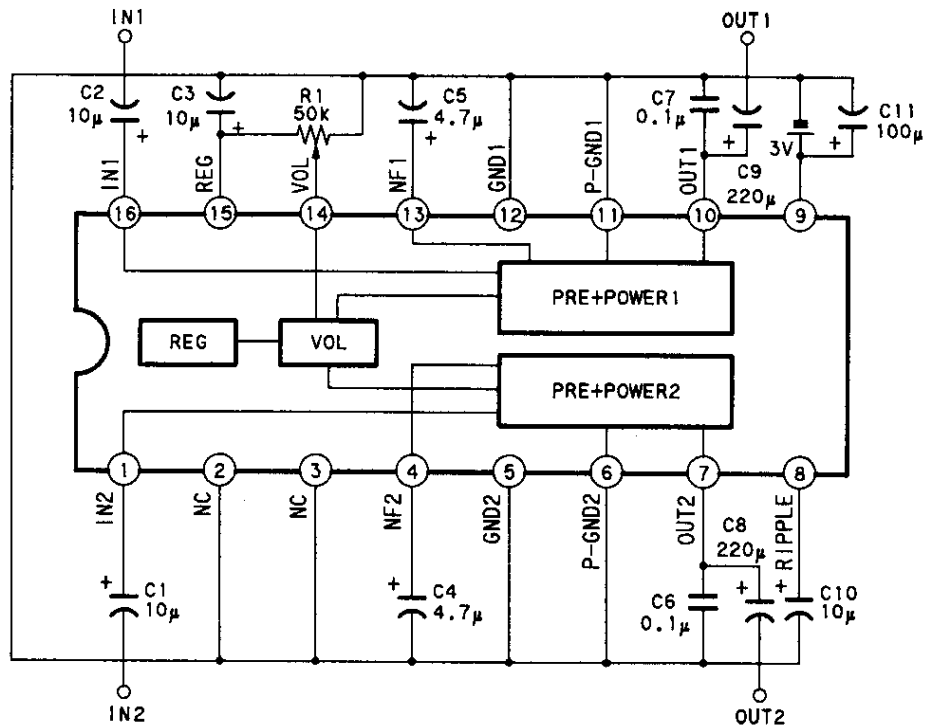 IN1
OUT1
C2
10μ
+
C3
10μ
+
R1
50k
C5
4.7μ
+
C7
0.1μ
+
C9
220μ
3V
C11
100μ
+
IN1
REG
VOL
NF1
GND1
P-GND1
OUT1
16
15
14
13
12
11
10
9
PRE+POWER1
REG
VOL
PRE+POWER2
1
2
3
4
5
6
7
8
IN2
NC
NC
NF2
GND2
P-GND2
OUT2
RIPPLE
+
C1
10μ
+
C4
4.7μ
C6
0.1μ
C8
220μ
+
+
C10
10μ
IN2
OUT2